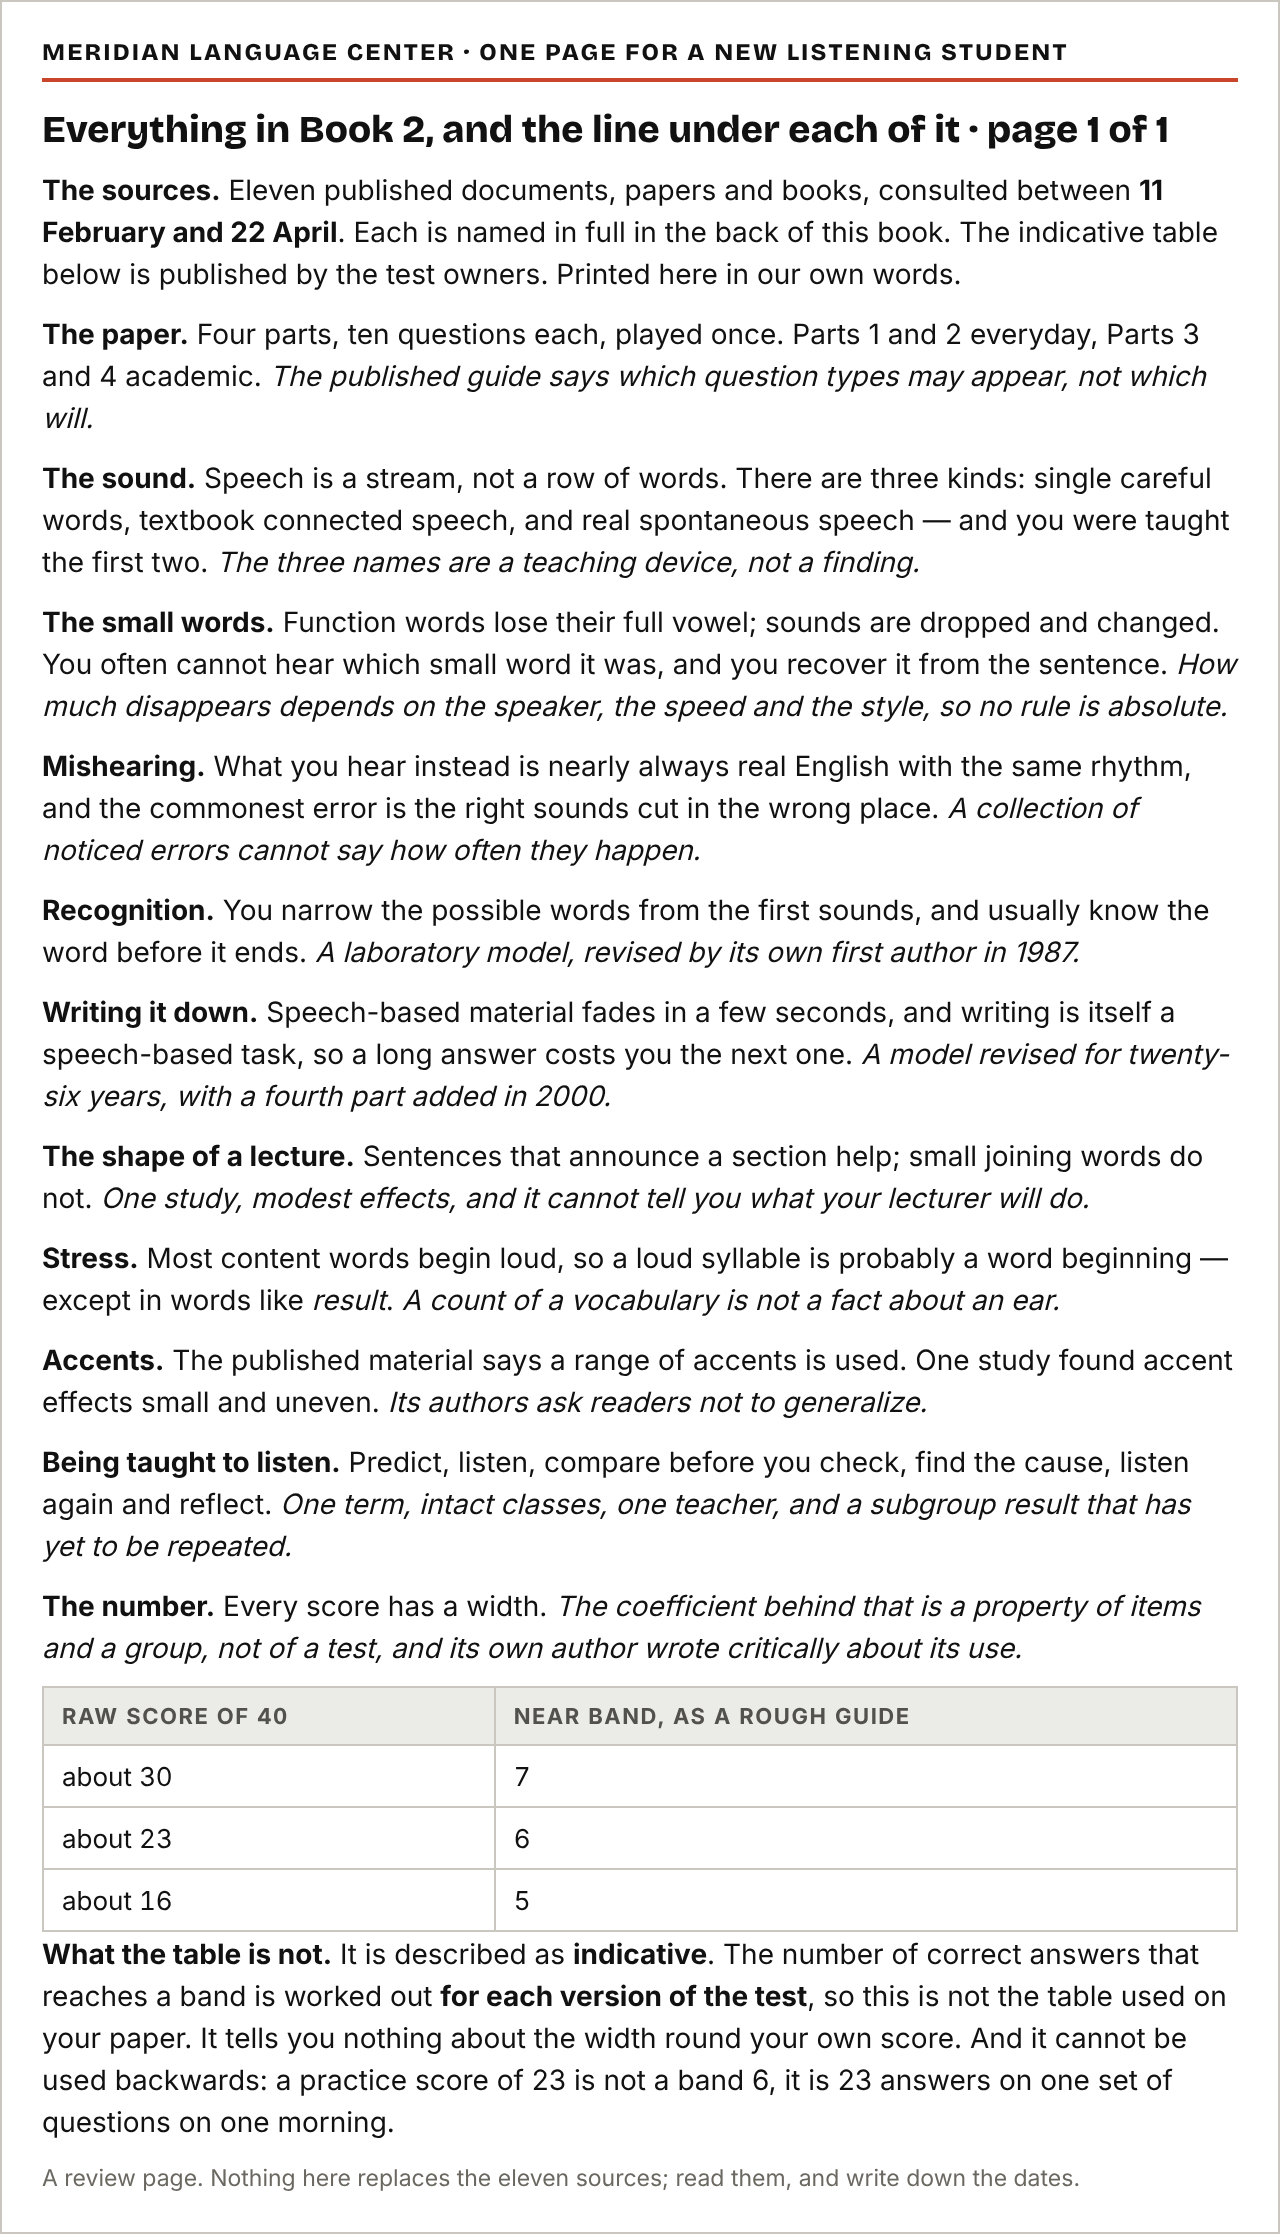 MERIDIAN LANGUAGE CENTER · ONE PAGE FOR A NEW LISTENING STUDENT
Everything in Book 2, and the line under each of it · page 1 of 1
The sources. Eleven published documents, papers and books, consulted between 11
February and 22 April. Each is named in full in the back of this book. The indicative table
below is published by the test owners. Printed here in our own words.
The paper. Four parts, ten questions each, played once. Parts 1 and 2 everyday, Parts 3
and 4 academic. The published guide says which question types may appear, not which
will.
The sound. Speech is a stream, not a row of words. There are three kinds: single careful
words, textbook connected speech, and real spontaneous speech — and you were taught
the first two. The three names are a teaching device, not a finding.
The small words. Function words lose their full vowel; sounds are dropped and changed.
You often cannot hear which small word it was, and you recover it from the sentence. How
much disappears depends on the speaker, the speed and the style, so no rule is absolute.
Mishearing. What you hear instead is nearly always real English with the same rhythm,
and the commonest error is the right sounds cut in the wrong place. A collection of
noticed errors cannot say how often they happen.
Recognition. You narrow the possible words from the first sounds, and usually know the
word before it ends. A laboratory model, revised by its own first author in 1987.
Writing it down. Speech-based material fades in a few seconds, and writing is itself a
speech-based task, so a long answer costs you the next one. A model revised for twenty-
six years, with a fourth part added in 2000.
The shape of a lecture. Sentences that announce a section help; small joining words do
not. One study, modest effects, and it cannot tell you what your lecturer will do.
Stress. Most content words begin loud, so a loud syllable is probably a word beginning —
except in words like result. A count of a vocabulary is not a fact about an ear.
Accents. The published material says a range of accents is used. One study found accent
effects small and uneven. Its authors ask readers not to generalize.
Being taught to listen. Predict, listen, compare before you check, find the cause, listen
again and reflect. One term, intact classes, one teacher, and a subgroup result that has
yet to be repeated.
The number. Every score has a width. The coefficient behind that is a property of items
and a group, not of a test, and its own author wrote critically about its use.
RAW SCORE OF 40 NEAR BAND, AS A ROUGH GUIDE
about 30 7
about 23 6
about 16 5
What the table is not. It is described as indicative. The number of correct answers that
reaches a band is worked out for each version of the test, so this is not the table used on
your paper. It tells you nothing about the width round your own score. And it cannot be
used backwards: a practice score of 23 is not a band 6, it is 23 answers on one set of
questions on one morning.
A review page. Nothing here replaces the eleven sources; read them, and write down the dates.